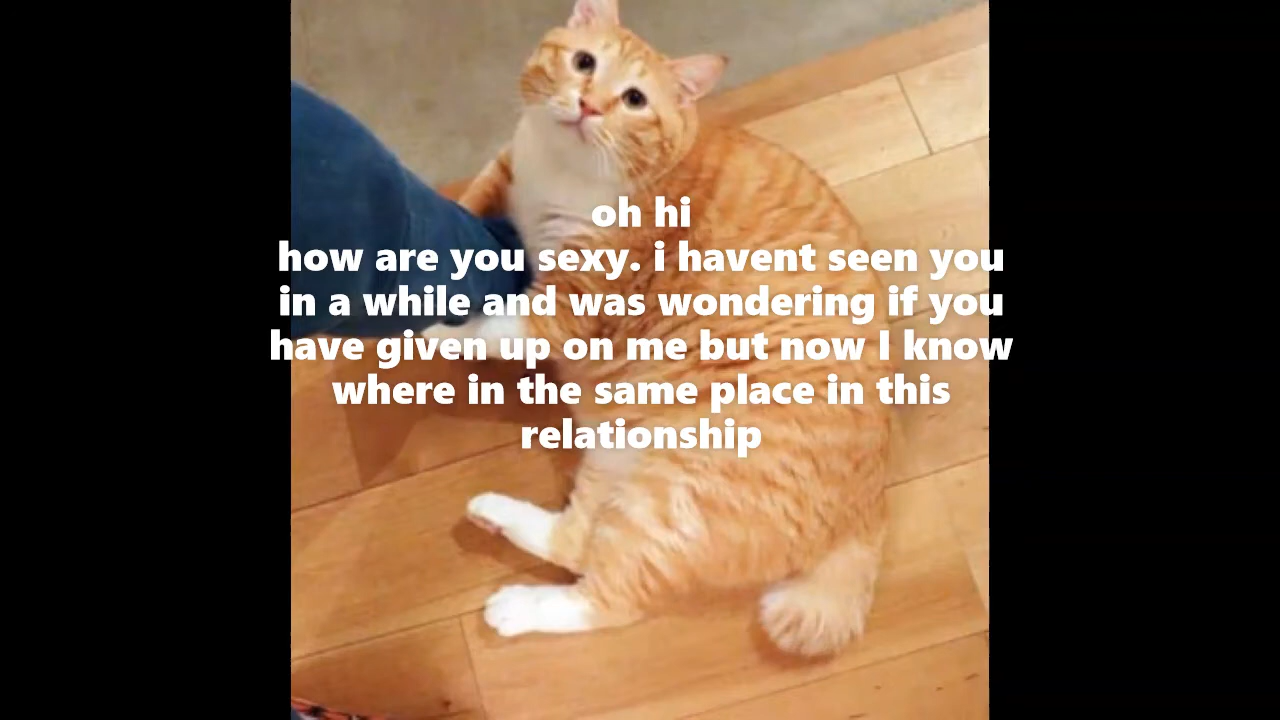 oh hi
how are you sexy. i havent seen you
in a while and was wondering if you
have given up on me but now I know
where in the same place in this
relationship